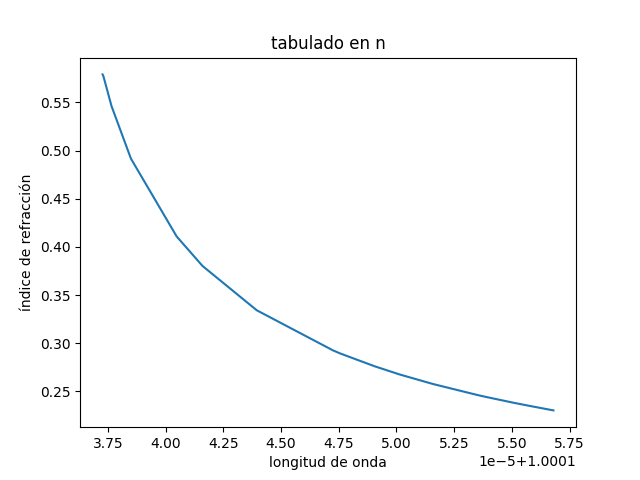 tabulado en n
índice de refracción
0.55
0.50
0.45
0.40
0.35
0.30
0.25
3.75 4.00 4.25 4.50 4.75 5.00 5.25 5.50 5.75
longitud de onda
1e−5+1.0001